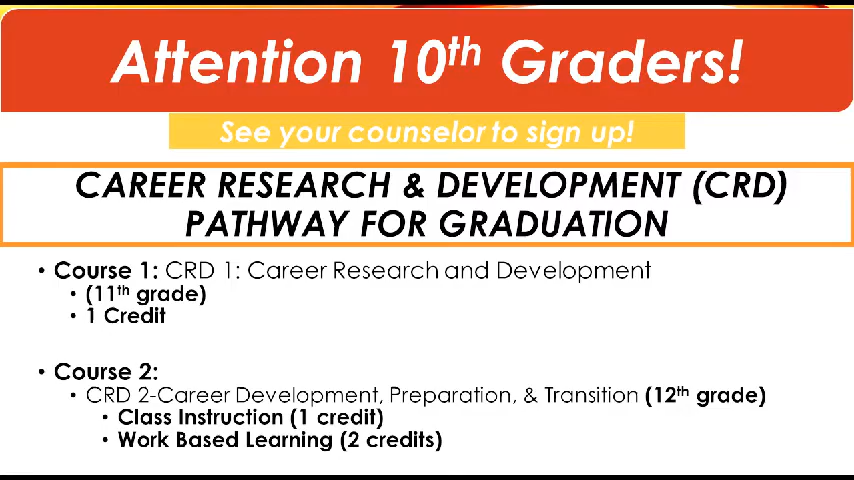 Attention 10th Graders!
See your counselor to sign up!
CAREER RESEARCH & DEVELOPMENT (CRD)
PATHWAY FOR GRADUATION
• Course 1: CRD 1: Career Research and Development
• (11th grade)
• 1 Credit
• Course 2:
• CRD 2-Career Development, Preparation, & Transition (12th grade)
• Class Instruction (1 credit)
• Work Based Learning (2 credits)